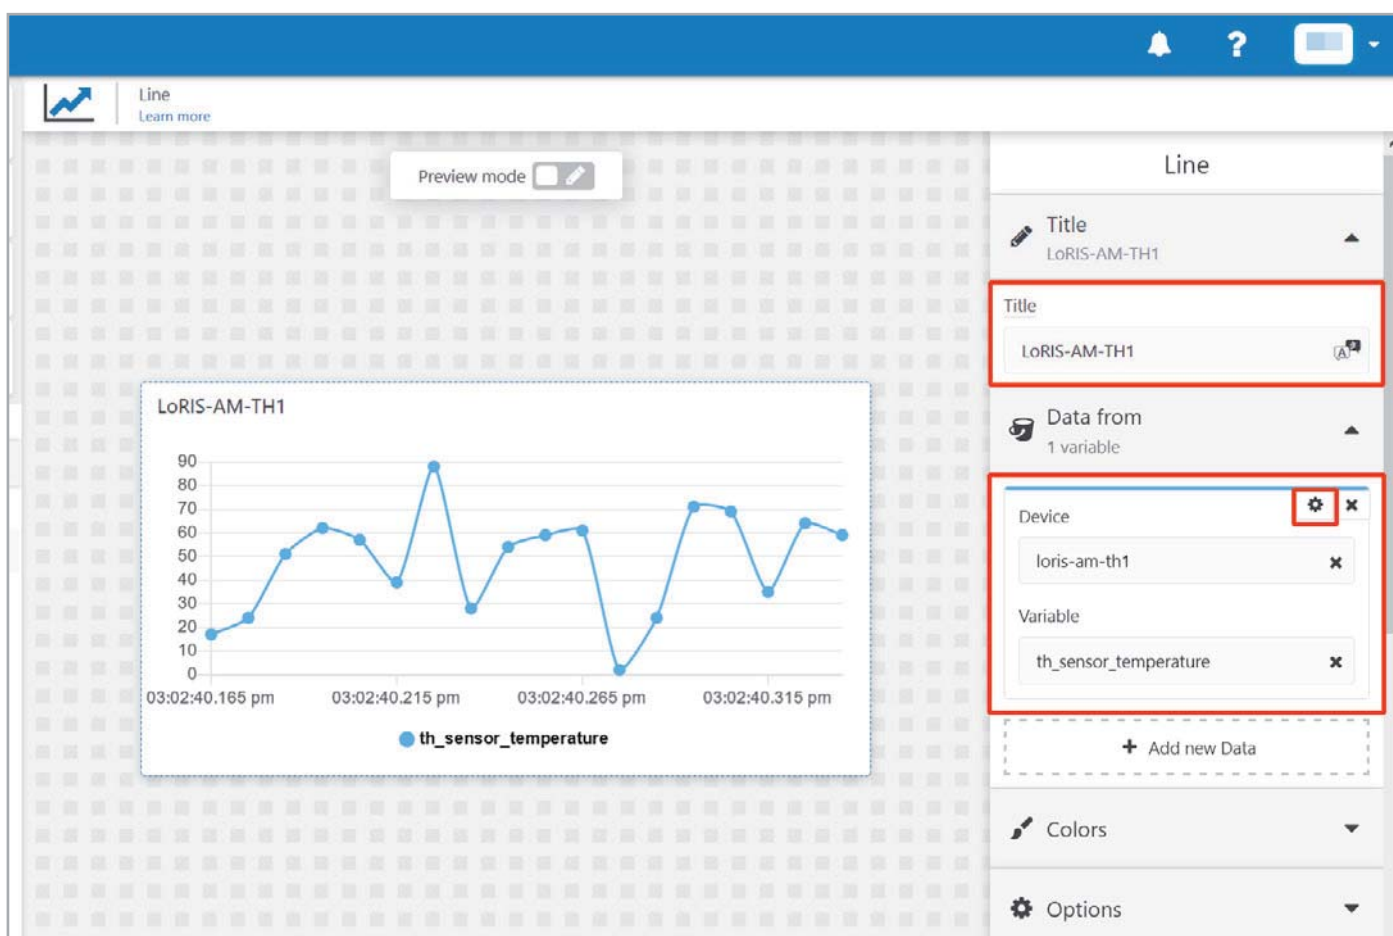 ?
Line
Learn more
Preview mode
Line
Title
LoRIS-AM-TH1
Title
LoRIS-AM-TH1
Data from
1 variable
Device
loris-am-th1
Variable
th_sensor_temperature
+ Add new Data
Colors
Options
LoRIS-AM-TH1
90
80
70
60
50
40
30
20
10
0
03:02:40.165 pm 03:02:40.215 pm 03:02:40.265 pm 03:02:40.315 pm
th_sensor_temperature